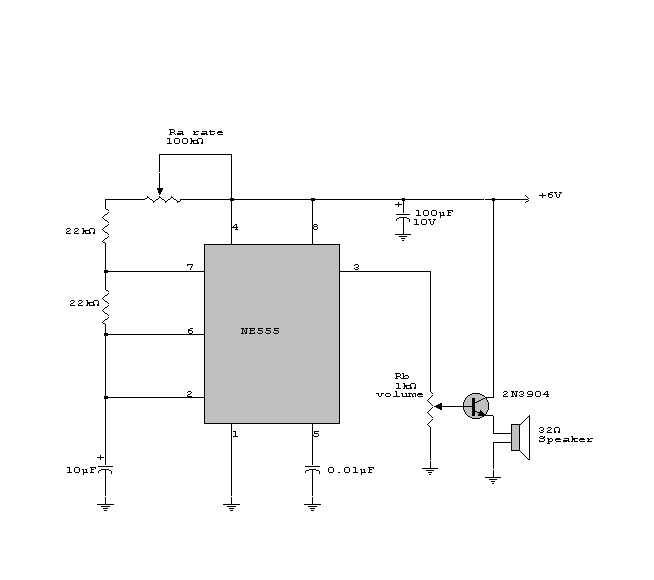 Ra rate
100kΩ
+6V
+
100µF
10V
4
8
22kΩ
7
3
22kΩ
NE555
6
Rb
1kΩ
volume
2N3904
2
32Ω
Speaker
1
5
+
10µF
0.01µF